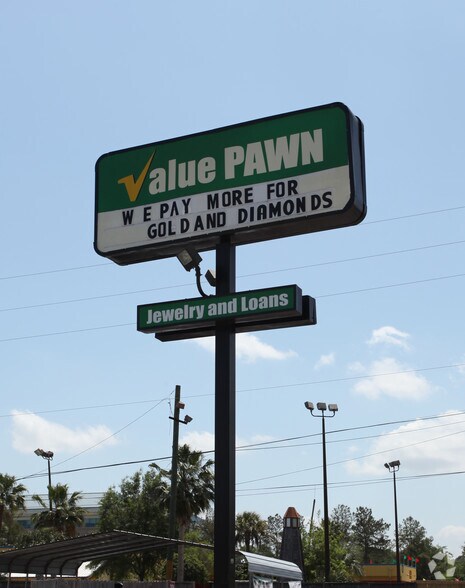 Value PAWN
WE PAY MORE FOR
GOLD AND DIAMONDS
Jewelry and Loans